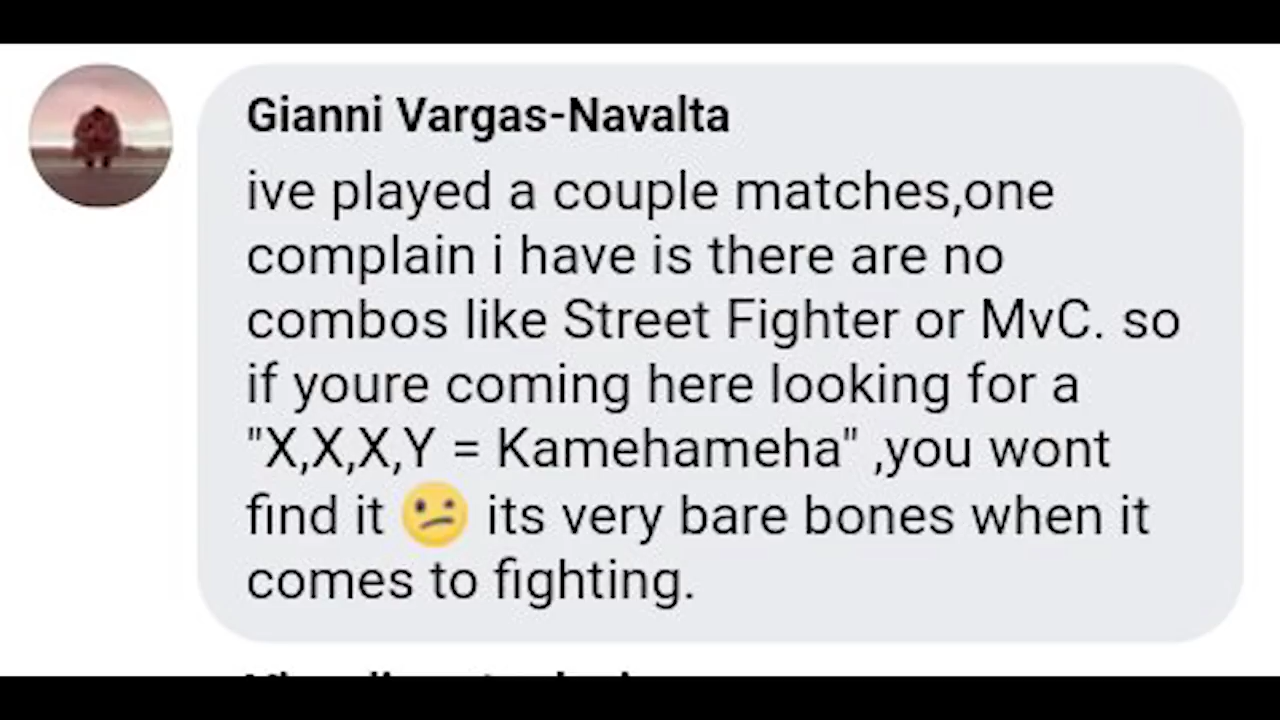 Gianni Vargas-Navalta
ive played a couple matches,one
complain i have is there are no
combos like Street Fighter or MvC. so
if youre coming here looking for a
"X,X,X,Y = Kamehameha" ,you wont
find it 😕 its very bare bones when it
comes to fighting.